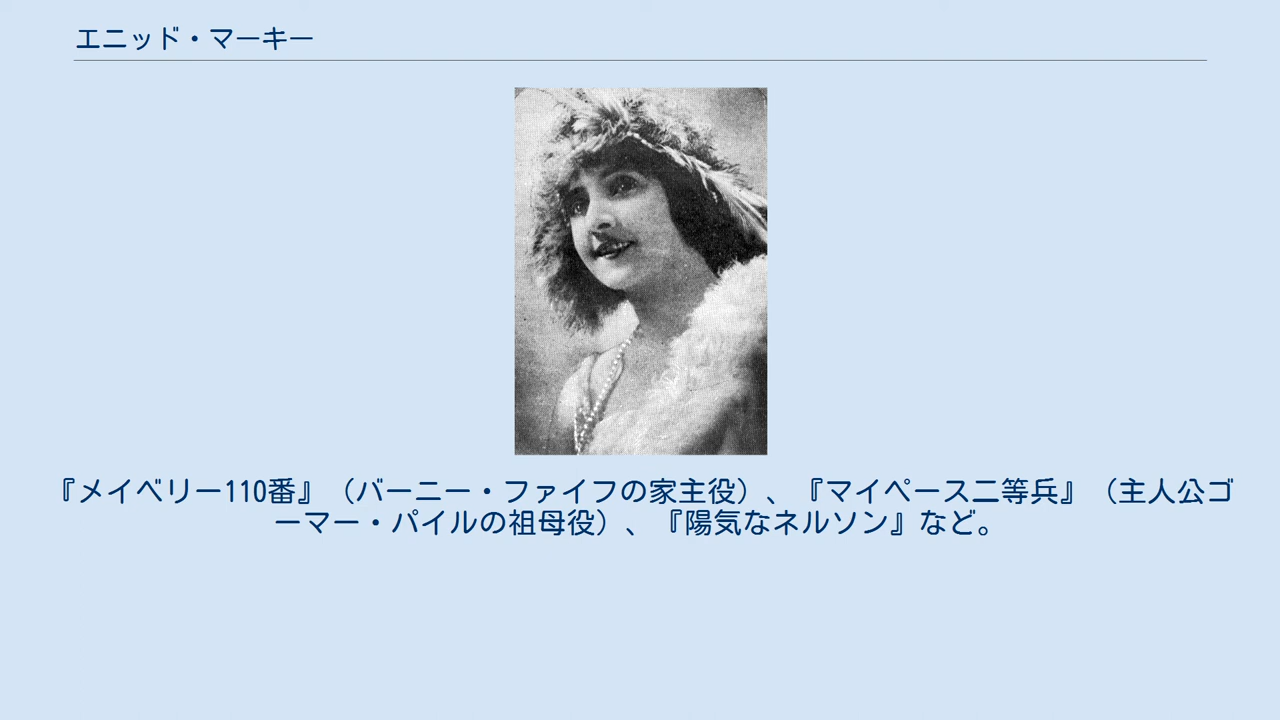 エニッド・マーキー
『メイベリー110番』（バーニー・ファイフの家主役）、『マイペース二等兵』（主人公ゴ
ーマー・パイルの祖母役）、『陽気なネルソン』など。